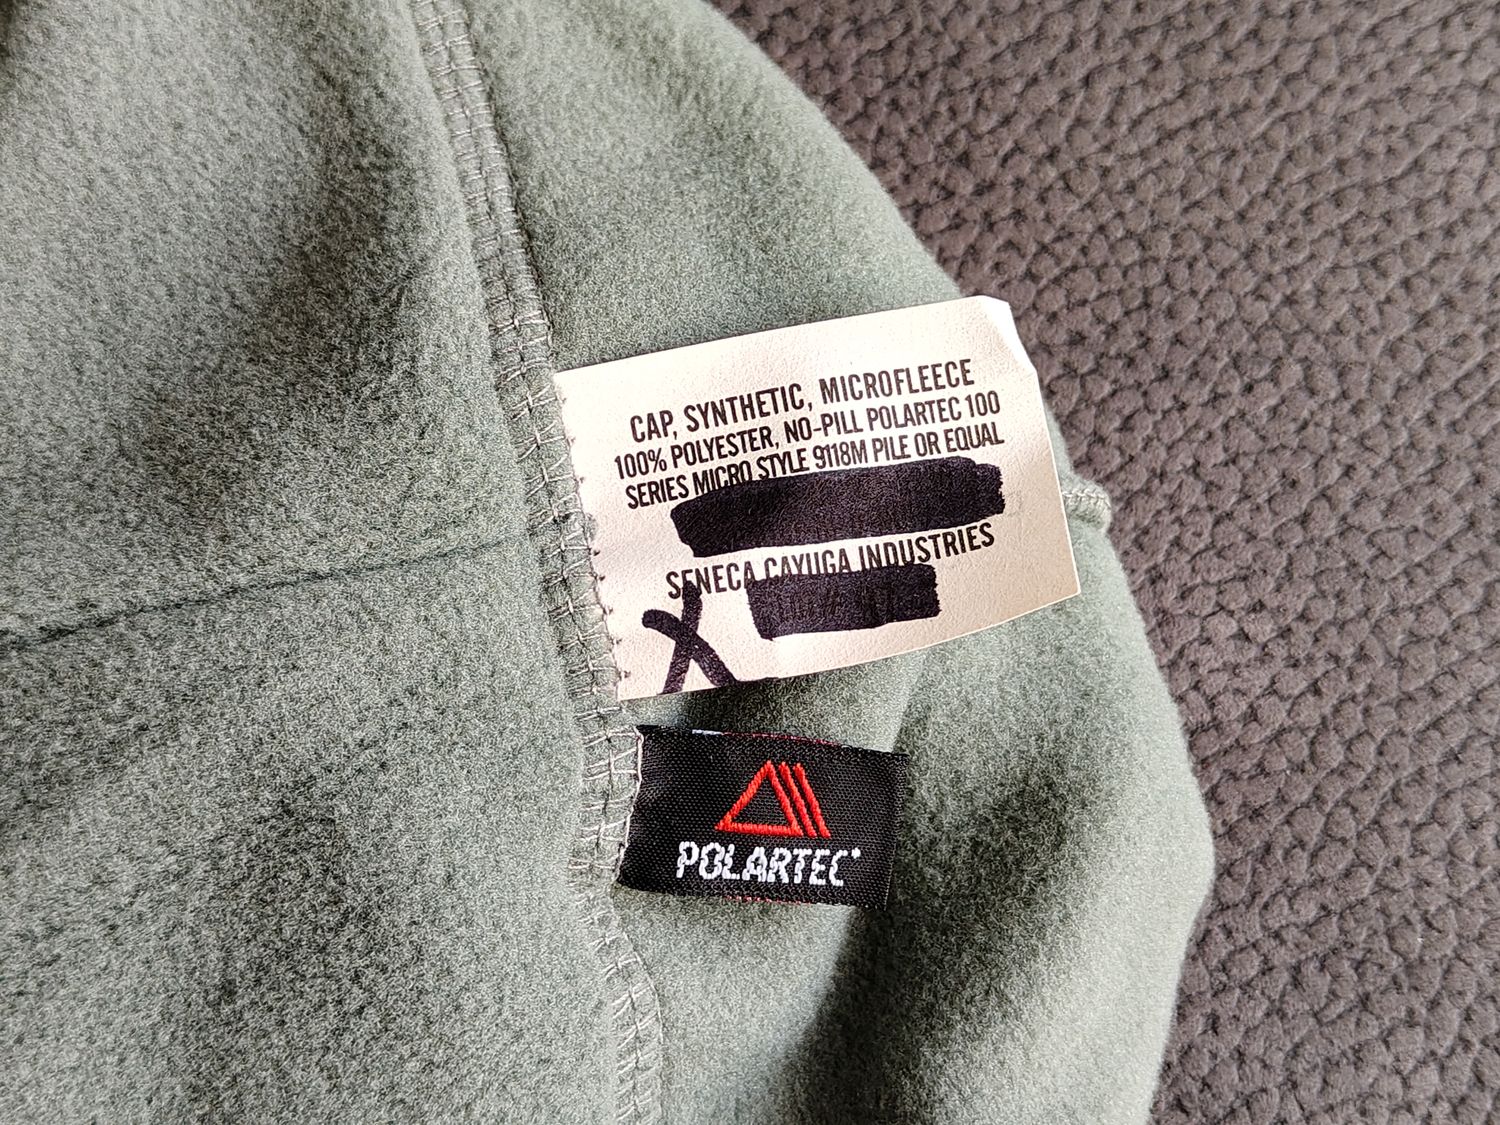 CAP, SYNTHETIC, MICROFLEECE
100% POLYESTER, NO-PILL POLARTEC 100
SERIES MICRO STYLE 9118M PILE OR EQUAL
SENECA CAYUGA INDUSTRIES
X
POLARTEC®